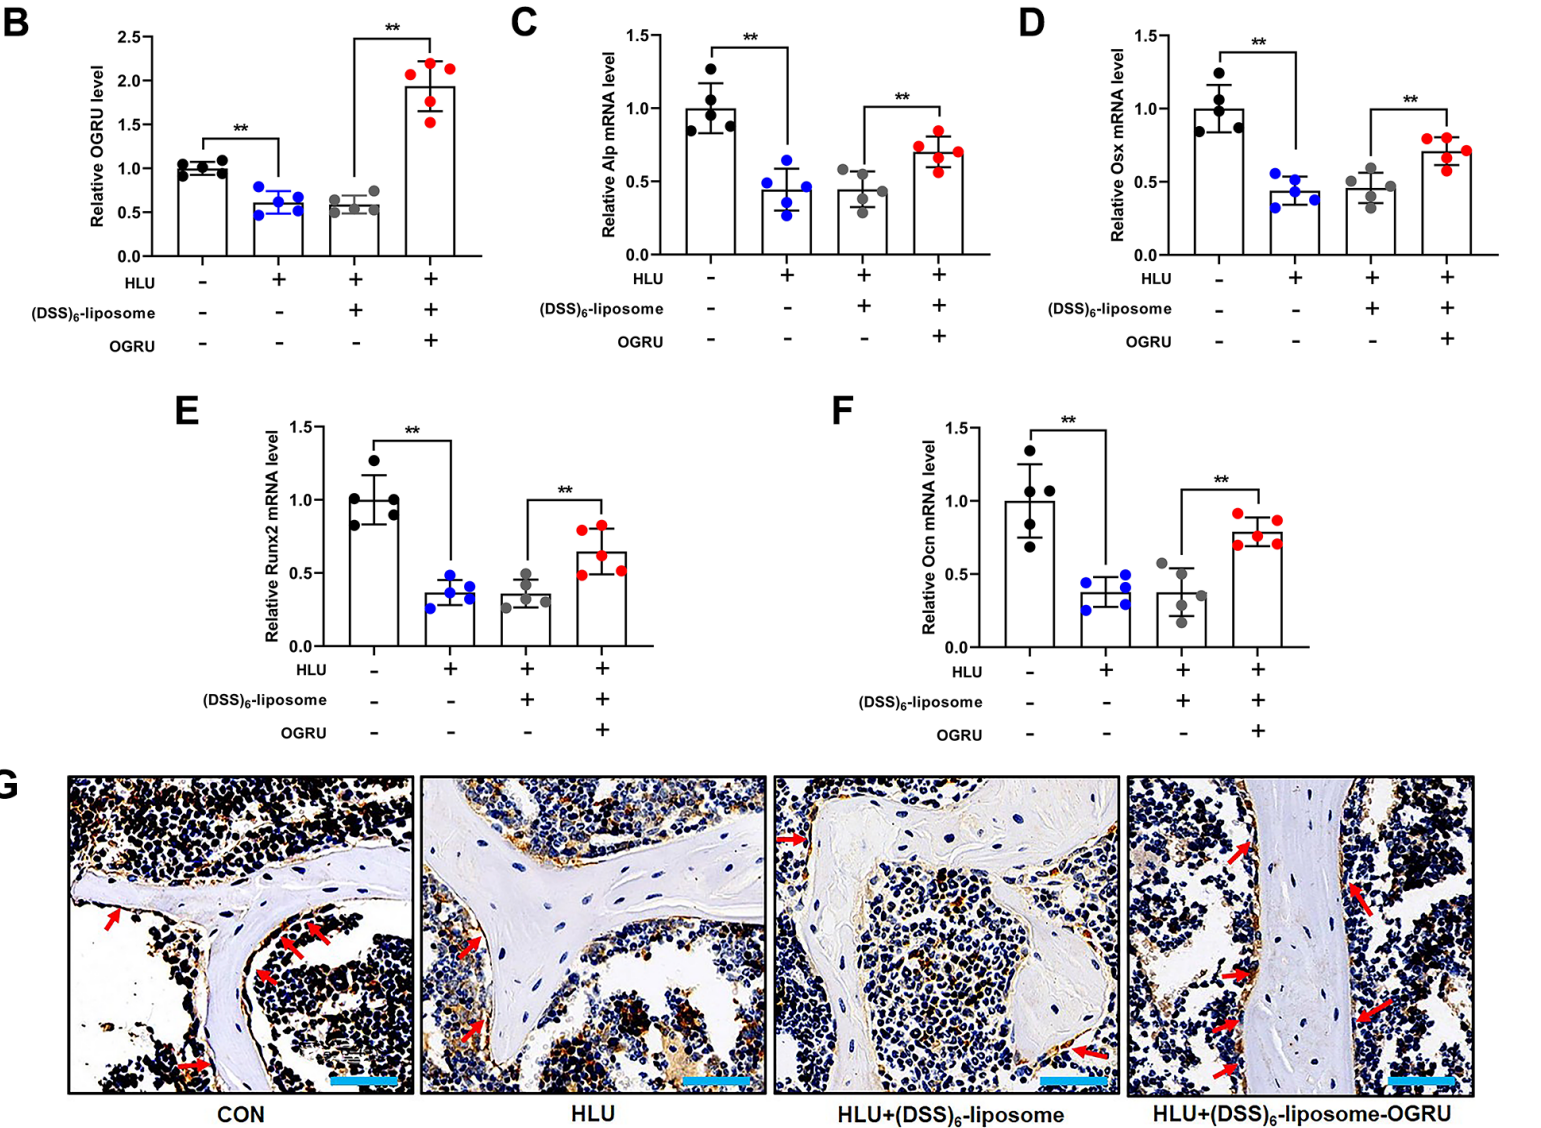 B
Relative OGRU level
2.5
2.0
1.5
1.0
0.5
0.0
**
**
HLU - + + +
(DSS)6-liposome - - + +
OGRU - - - +
C
Relative Alp mRNA level
1.5
1.0
0.5
0.0
**
**
HLU - + + +
(DSS)6-liposome - - + +
OGRU - - - +
D
Relative Osx mRNA level
1.5
1.0
0.5
0.0
**
**
HLU - + + +
(DSS)6-liposome - - + +
OGRU - - - +
E
Relative Runx2 mRNA level
1.5
1.0
0.5
0.0
**
**
HLU - + + +
(DSS)6-liposome - - + +
OGRU - - - +
F
Relative Ocn mRNA level
1.5
1.0
0.5
0.0
**
**
HLU - + + +
(DSS)6-liposome - - + +
OGRU - - - +
G
CON
HLU
HLU+(DSS)6-liposome
HLU+(DSS)6-liposome-OGRU